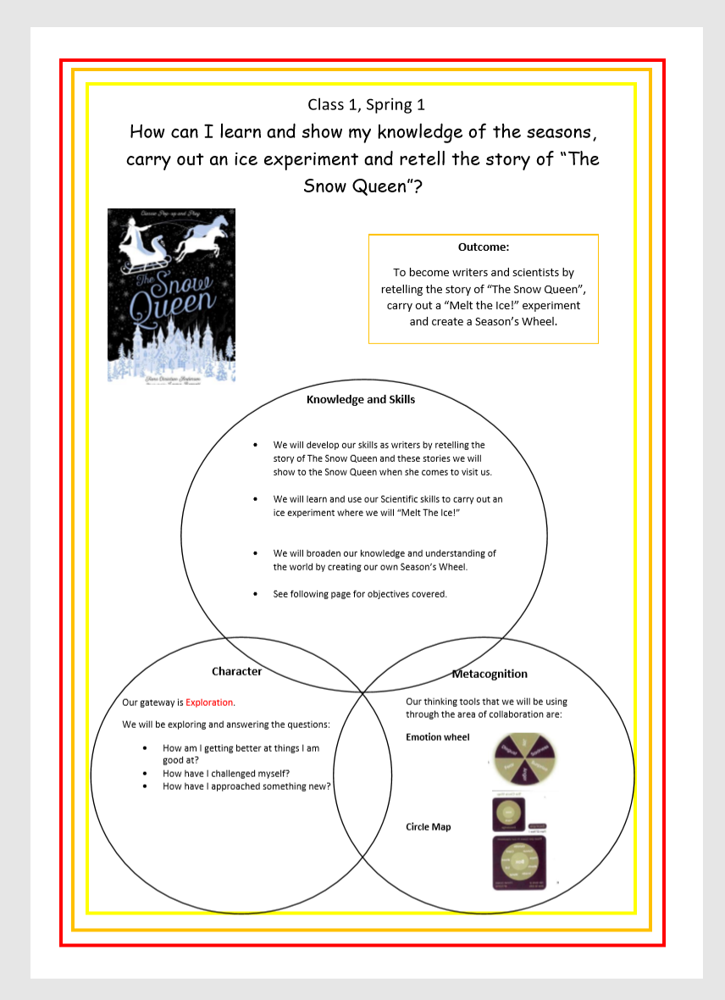 Class 1, Spring 1
How can I learn and show my knowledge of the seasons,
carry out an ice experiment and retell the story of “The
Snow Queen”?
Classic Pop-up and Play
The
Snow
Queen
Hans Christian Andersen
Outcome:
To become writers and scientists by
retelling the story of “The Snow Queen”,
carry out a “Melt the Ice!” experiment
and create a Season’s Wheel.
Knowledge and Skills
• We will develop our skills as writers by retelling the
story of The Snow Queen and these stories we will
show to the Snow Queen when she comes to visit us.
• We will learn and use our Scientific skills to carry out an
ice experiment where we will “Melt The Ice!”
• We will broaden our knowledge and understanding of
the world by creating our own Season’s Wheel.
• See following page for objectives covered.
Character
Our gateway is Exploration.
We will be exploring and answering the questions:
• How am I getting better at things I am
good at?
• How have I challenged myself?
• How have I approached something new?
Metacognition
Our thinking tools that we will be using
through the area of collaboration are:
Emotion wheel
Joy
Sadness
Surprise
Anger
Fear
Disgust
Circle Map